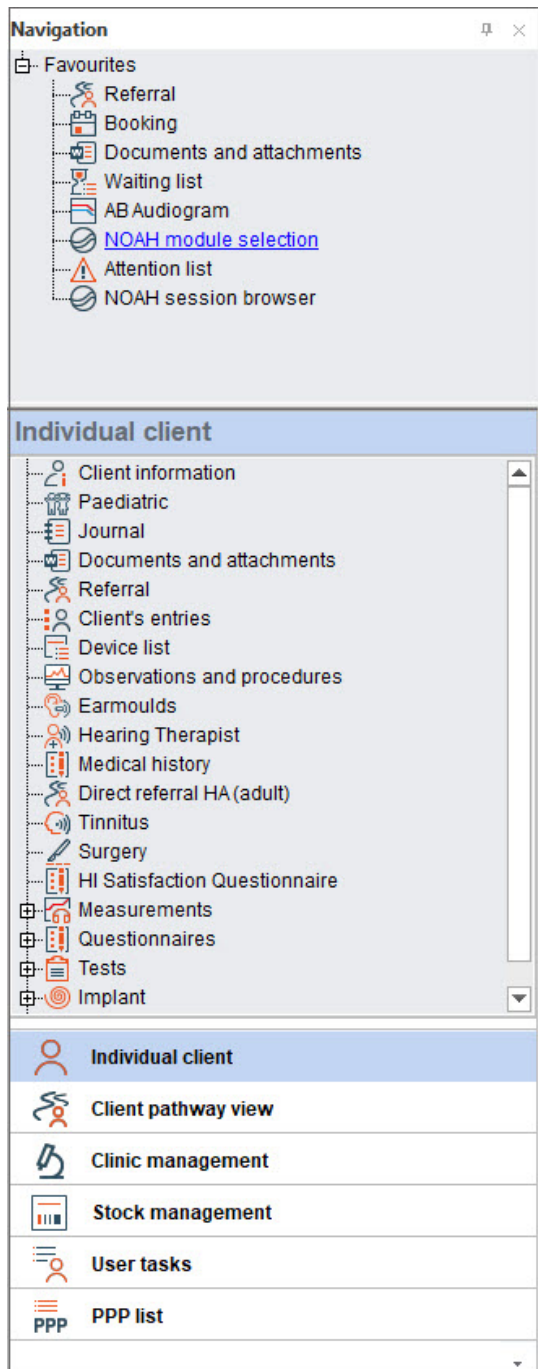 Navigation
Favourites
Referral
Booking
Documents and attachments
Waiting list
AB Audiogram
NOAH module selection
Attention list
NOAH session browser
Individual client
Client information
Paediatric
Journal
Documents and attachments
Referral
Client's entries
Device list
Observations and procedures
Earmoulds
Hearing Therapist
Medical history
Direct referral HA (adult)
Tinnitus
Surgery
HI Satisfaction Questionnaire
Measurements
Questionnaires
Tests
Implant
Individual client
Client pathway view
Clinic management
Stock management
User tasks
PPP PPP list